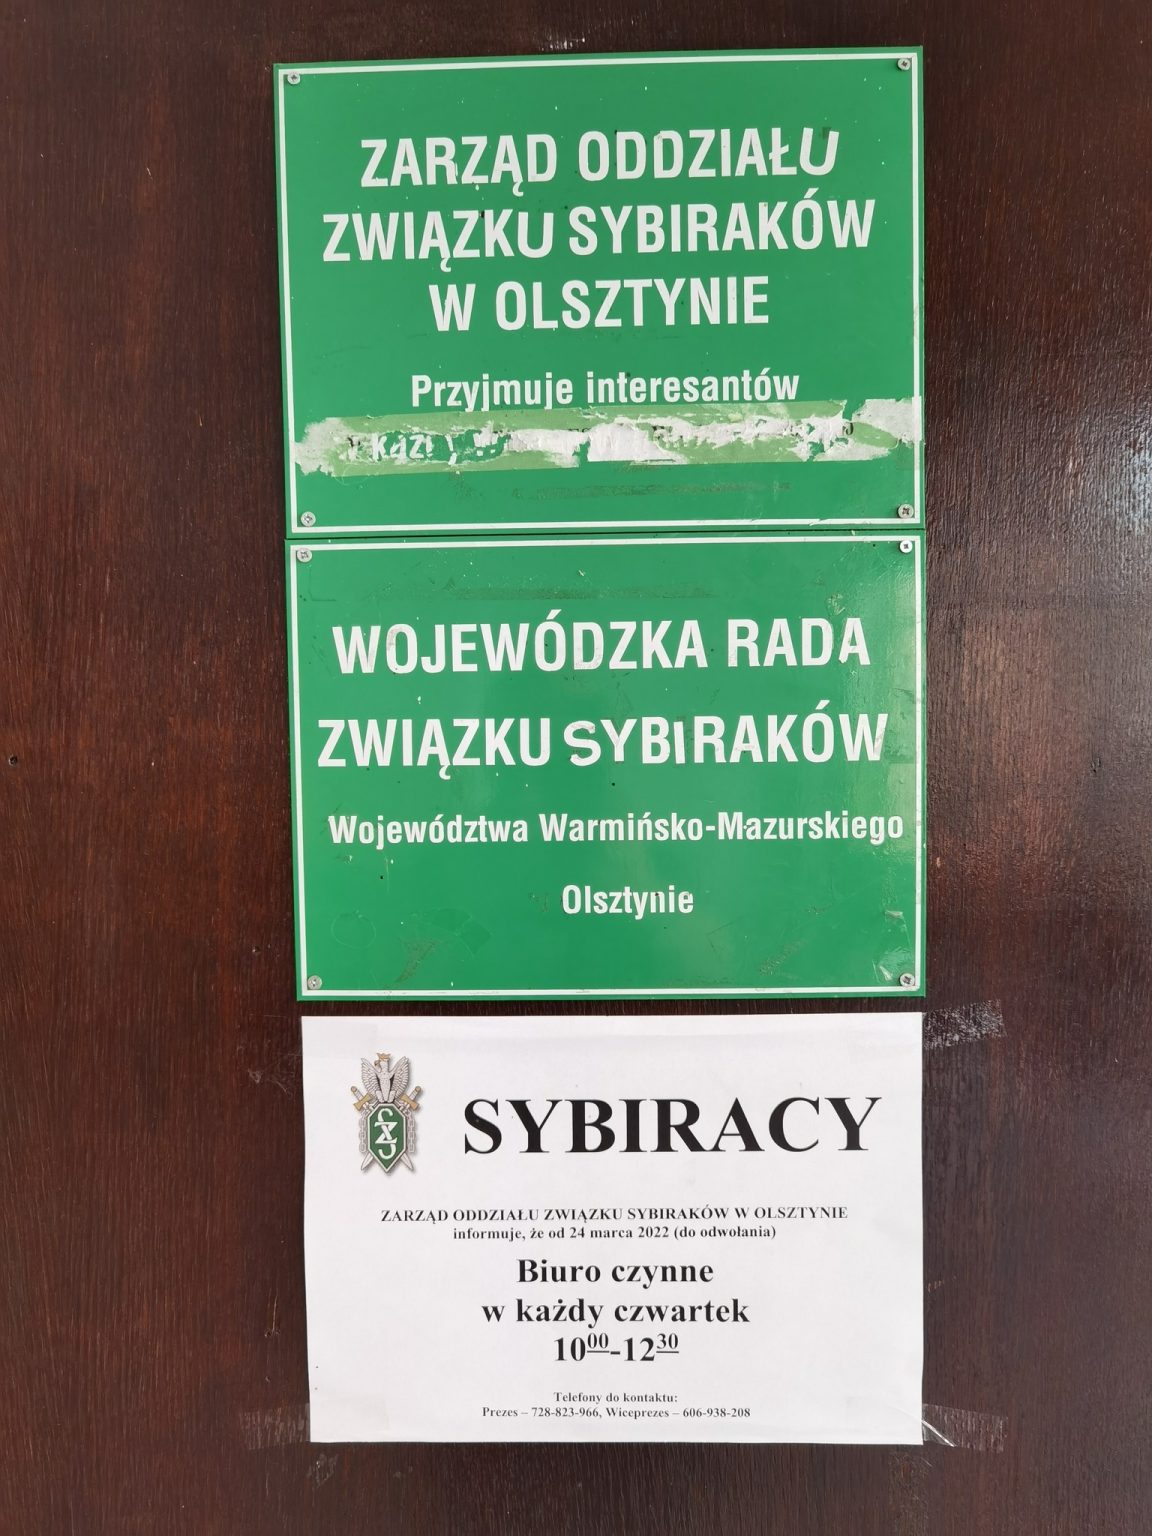 ZARZĄD ODDZIAŁU
ZWIĄZKU SYBIRAKÓW
W OLSZTYNIE
Przyjmuje interesantów
WOJEWÓDZKA RADA
ZWIĄZKU SYBIRAKÓW
Województwa Warmińsko-Mazurskiego
Olsztynie
SYBIRACY
ZARZĄD ODDZIAŁU ZWIĄZKU SYBIRAKÓW W OLSZTYNIE
informuje, że od 24 marca 2022 (do odwołania)
Biuro czynne
w każdy czwartek
10⁰⁰-12³⁰
Telefony do kontaktu:
Prezes – 728-823-966, Wiceprezes – 606-938-208